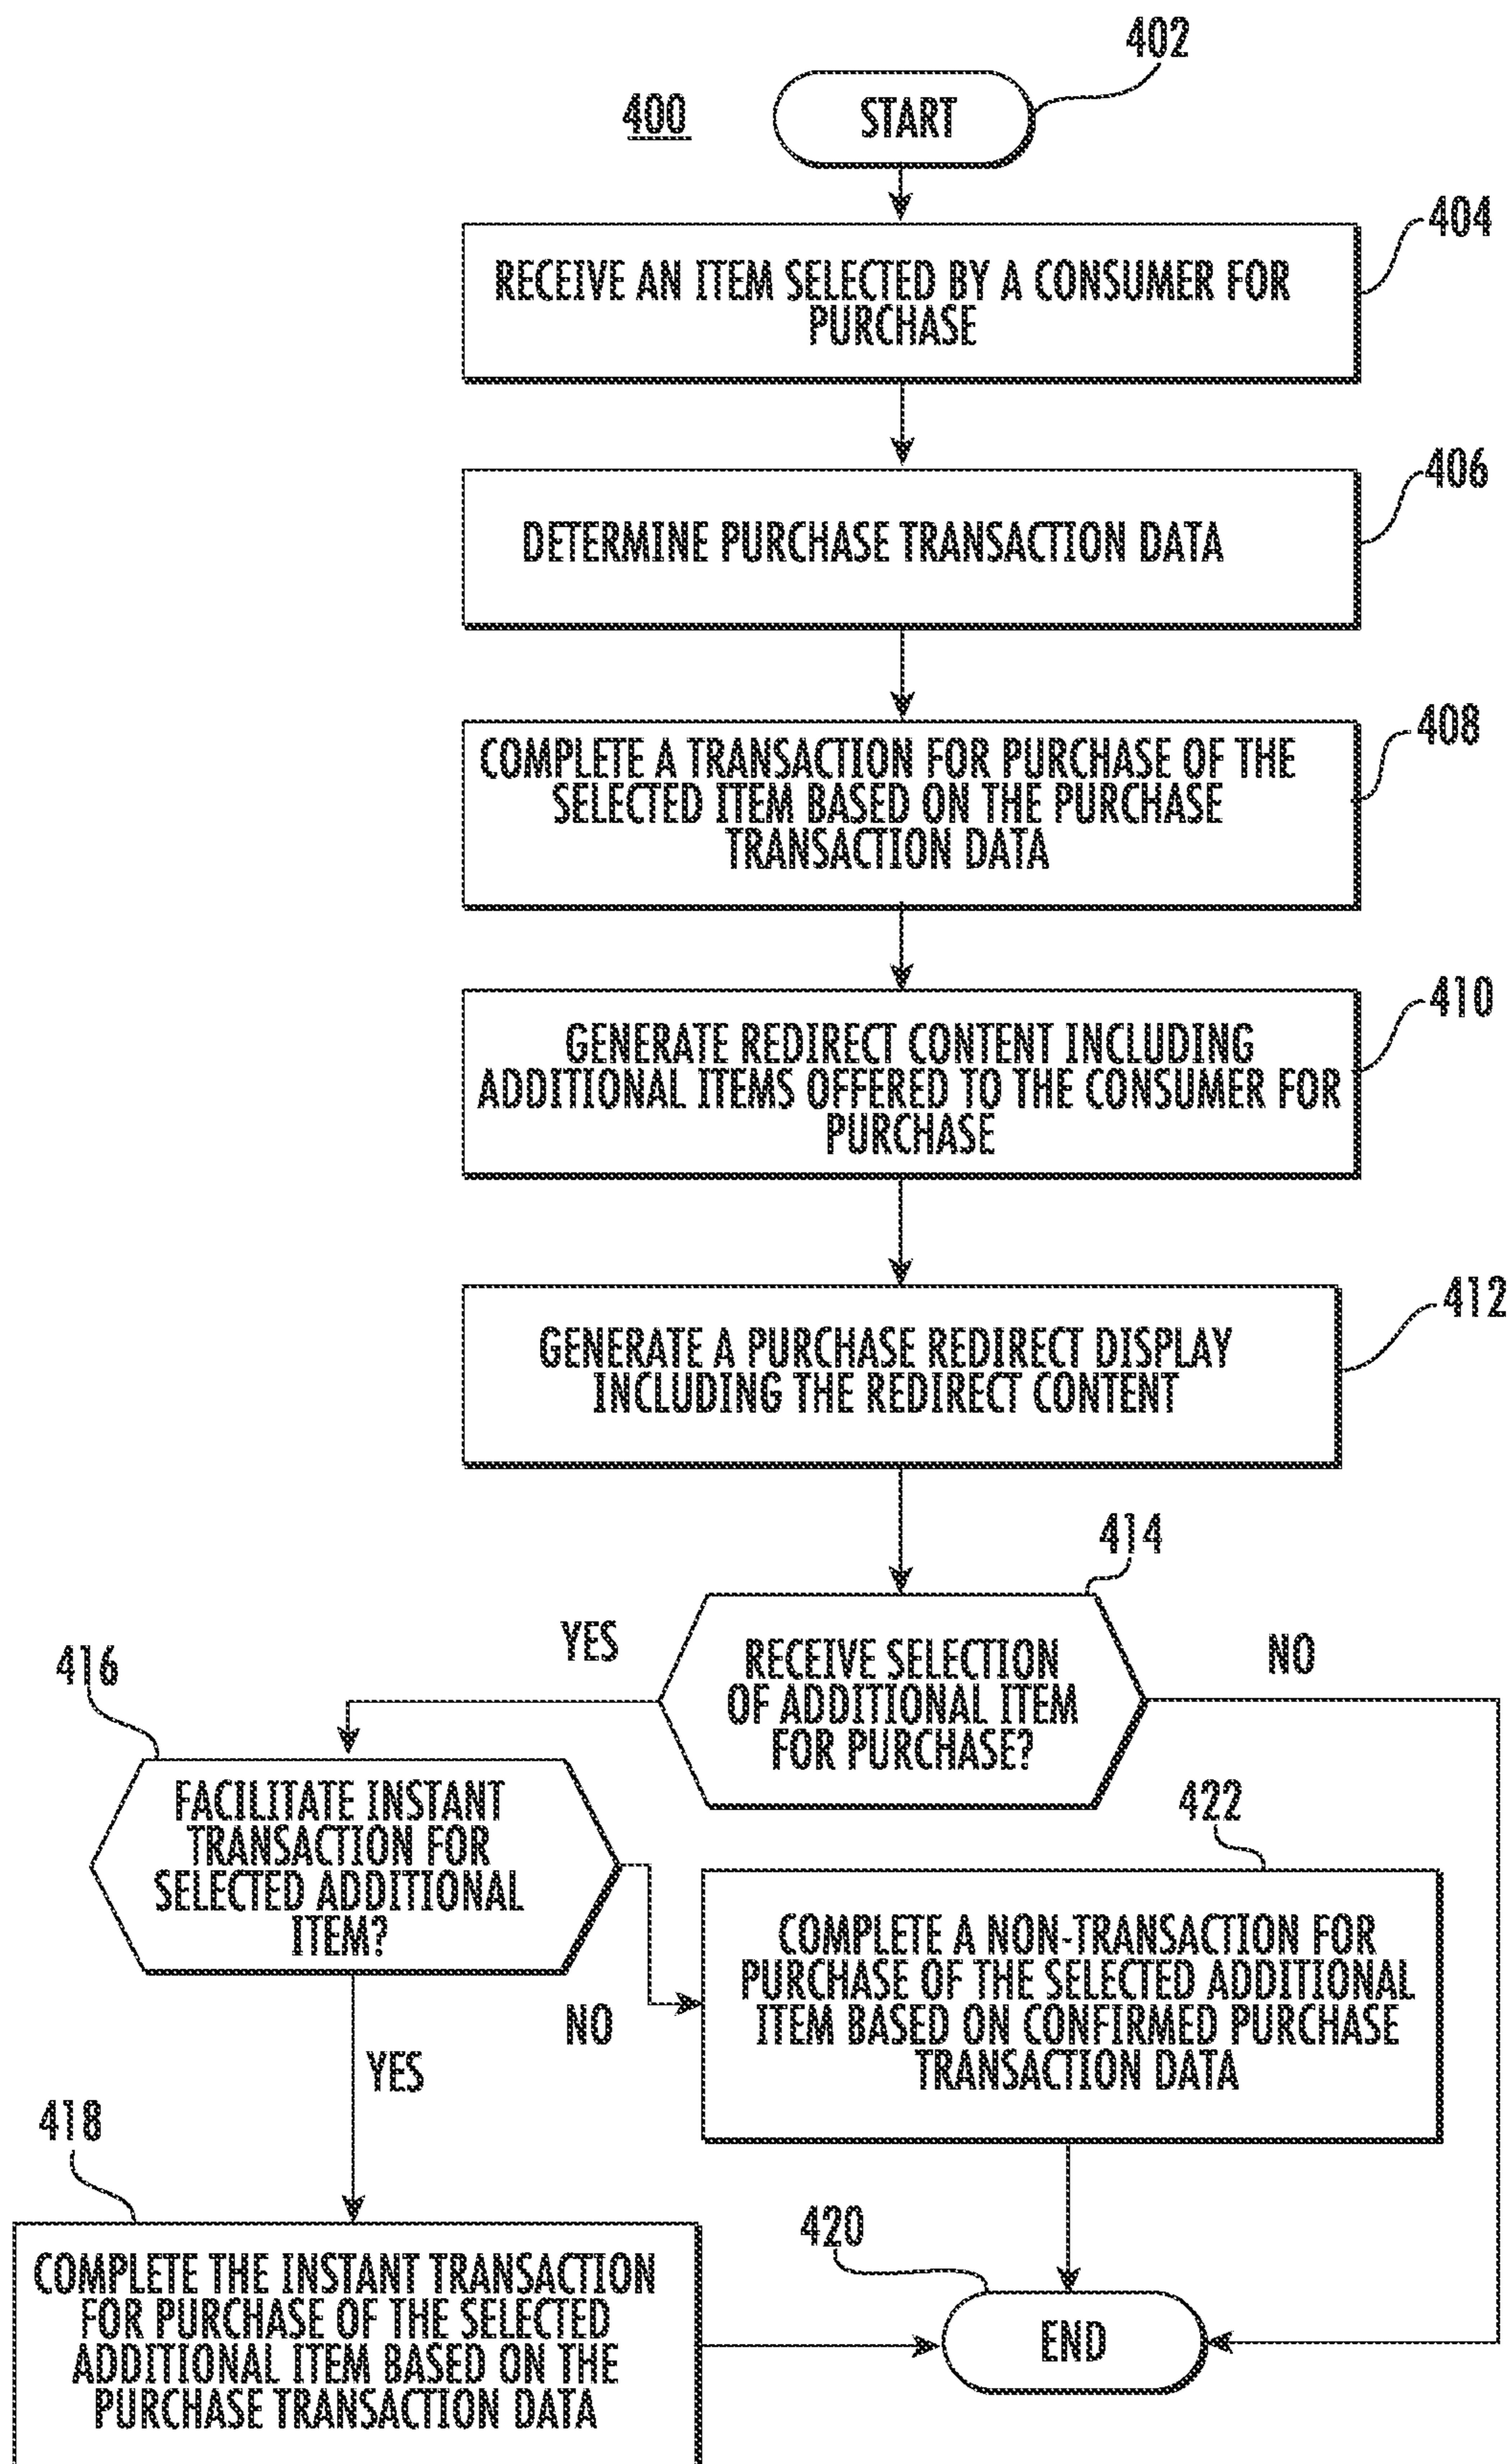 402
400
START
404
RECEIVE AN ITEM SELECTED BY A CONSUMER FOR
PURCHASE
406
DETERMINE PURCHASE TRANSACTION DATA
408
COMPLETE A TRANSACTION FOR PURCHASE OF THE
SELECTED ITEM BASED ON THE PURCHASE
TRANSACTION DATA
410
GENERATE REDIRECT CONTENT INCLUDING
ADDITIONAL ITEMS OFFERED TO THE CONSUMER FOR
PURCHASE
412
GENERATE A PURCHASE REDIRECT DISPLAY
INCLUDING THE REDIRECT CONTENT
414
YES
NO
RECEIVE SELECTION
OF ADDITIONAL ITEM
FOR PURCHASE?
416
FACILITATE INSTANT
TRANSACTION FOR
SELECTED ADDITIONAL
ITEM?
422
COMPLETE A NON-TRANSACTION FOR
PURCHASE OF THE SELECTED ADDITIONAL
ITEM BASED ON CONFIRMED PURCHASE
TRANSACTION DATA
NO
YES
418
COMPLETE THE INSTANT TRANSACTION
FOR PURCHASE OF THE SELECTED
ADDITIONAL ITEM BASED ON THE
PURCHASE TRANSACTION DATA
420
END